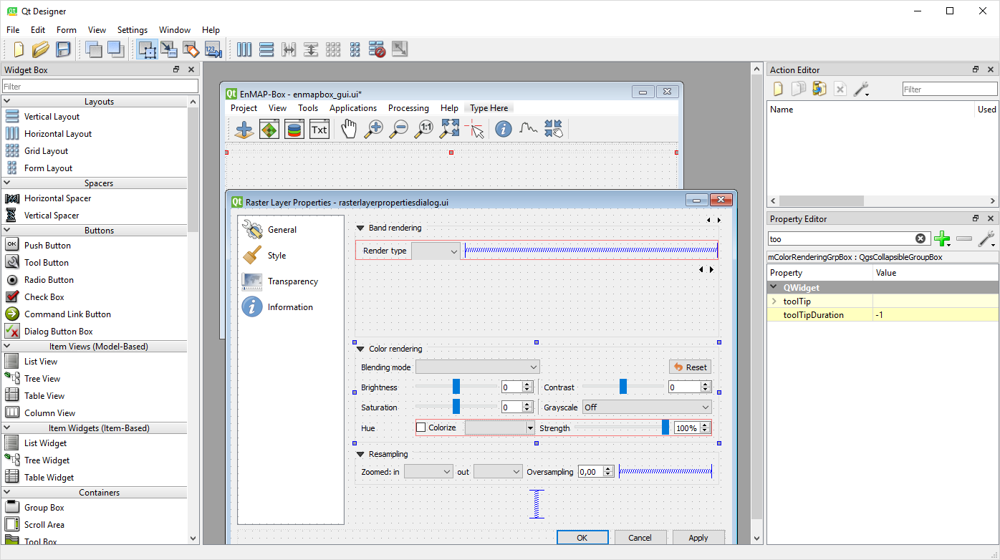 Qt Designer
File Edit Form View Settings Window Help
Widget Box
Filter
Layouts
Vertical Layout
Horizontal Layout
Grid Layout
Form Layout
Spacers
Horizontal Spacer
Vertical Spacer
Buttons
Push Button
Tool Button
Radio Button
Check Box
Command Link Button
Dialog Button Box
Item Views (Model-Based)
List View
Tree View
Table View
Column View
Item Widgets (Item-Based)
List Widget
Tree Widget
Table Widget
Containers
Group Box
Scroll Area
Tool Box
EnMAP-Box - enmapbox_gui.ui*
Project View Tools Applications Processing Help Type Here
Txt 1:1
Raster Layer Properties - rasterlayerpropertiesdialog.ui
General
Style
Transparency
Information
Band rendering
Render type
Color rendering
Blending mode Reset
Brightness 0 Contrast 0
Saturation 0 Grayscale Off
Hue Colorize Strength 100%
Resampling
Zoomed: in out Oversampling 0,00
OK Cancel Apply
Action Editor
Filter
Name Used
Property Editor
too
mColorRenderingGrpBox : QgsCollapsibleGroupBox
Property Value
QWidget
toolTip
toolTipDuration -1